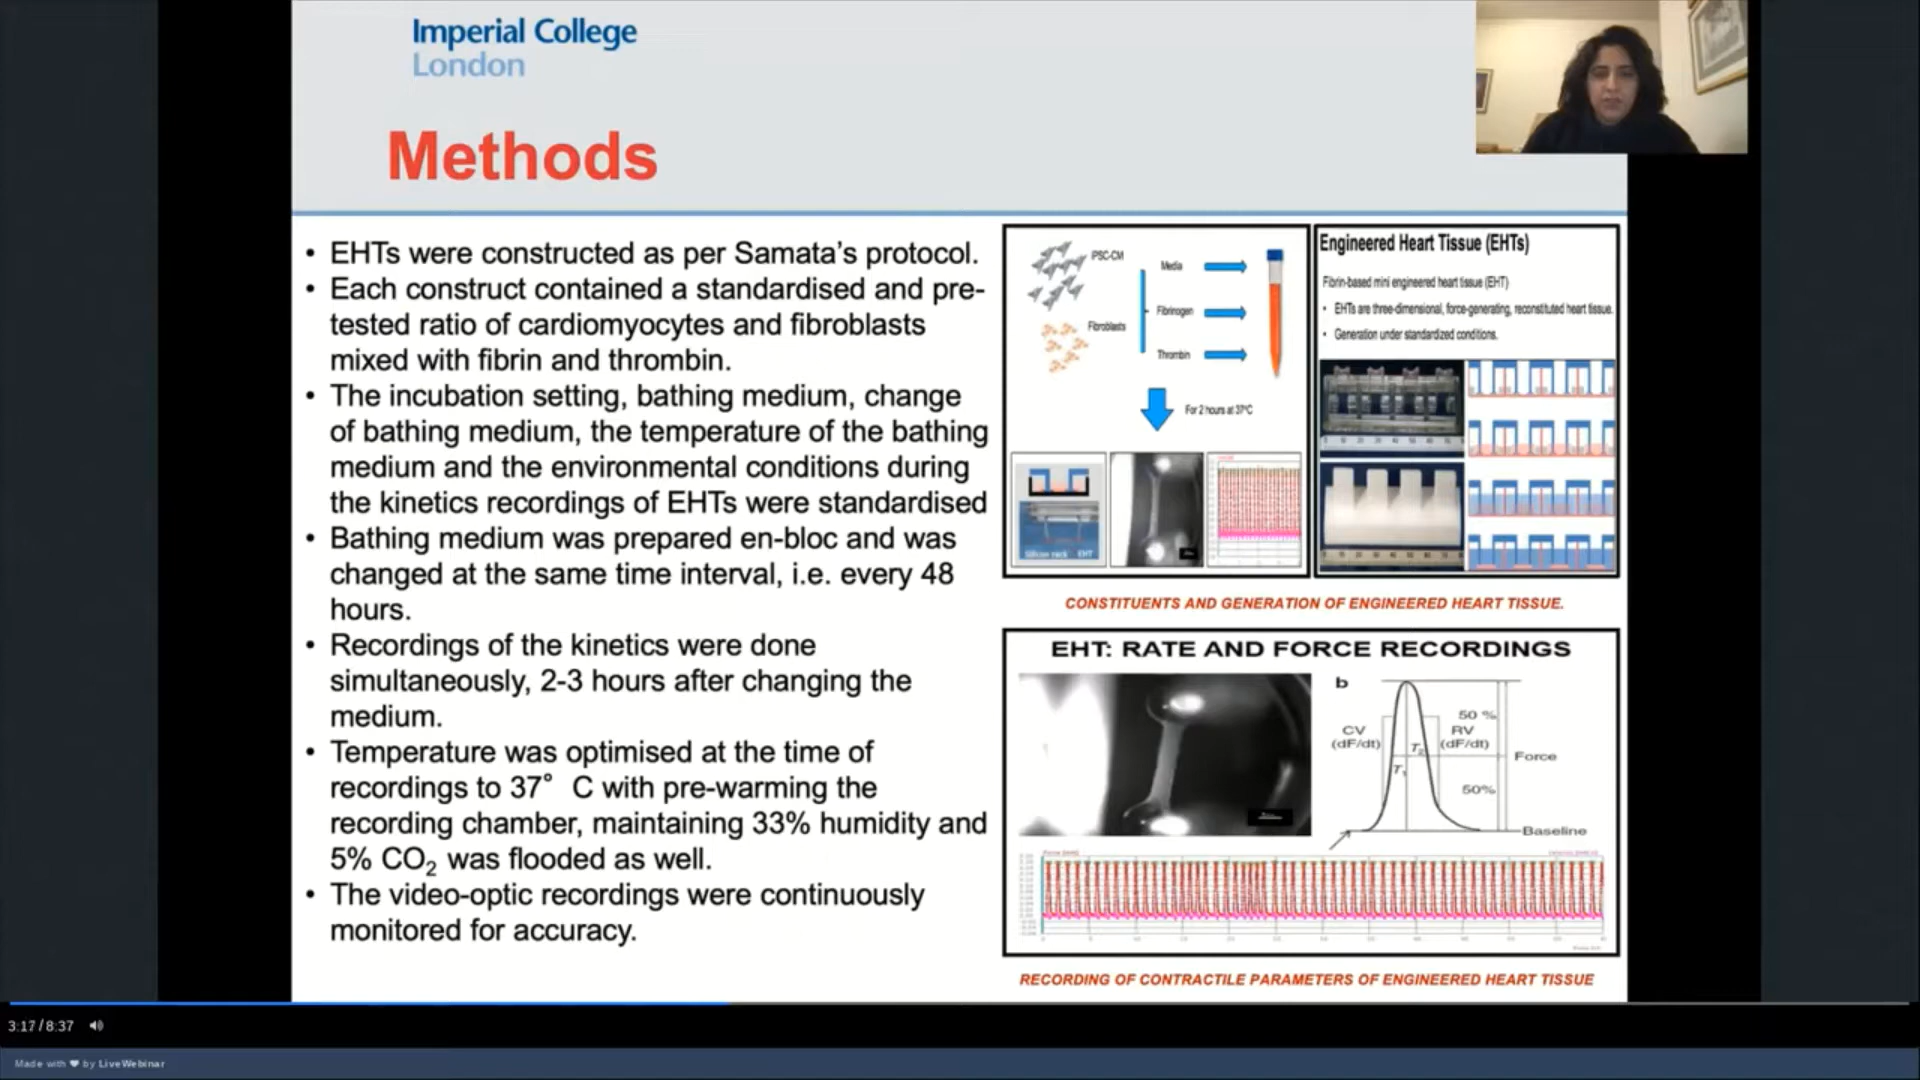 Imperial College
London
Methods
• EHTs were constructed as per Samata's protocol.
• Each construct contained a standardised and pre-
tested ratio of cardiomyocytes and fibroblasts
mixed with fibrin and thrombin.
• The incubation setting, bathing medium, change
of bathing medium, the temperature of the bathing
medium and the environmental conditions during
the kinetics recordings of EHTs were standardised
• Bathing medium was prepared en-bloc and was
changed at the same time interval, i.e. every 48
hours.
• Recordings of the kinetics were done
simultaneously, 2-3 hours after changing the
medium.
• Temperature was optimised at the time of
recordings to 37° C with pre-warming the
recording chamber, maintaining 33% humidity and
5% CO₂ was flooded as well.
• The video-optic recordings were continuously
monitored for accuracy.
iPSC-CM
Media
Fibrinogen
Fibroblasts
Thrombin
For 2 hours at 37ºC
Silicon rack EHT
Engineered Heart Tissue (EHTs)
Fibrin-based mini engineered heart tissue (EHT)
• EHTs are three-dimensional, force-generating, reconstituted heart tissue.
• Generation under standardized conditions.
CONSTITUENTS AND GENERATION OF ENGINEERED HEART TISSUE.
EHT: RATE AND FORCE RECORDINGS
b
50 %
CV
(dF/dt)
RV
(dF/dt)
T₂
Force
T₁
50%
Baseline
RECORDING OF CONTRACTILE PARAMETERS OF ENGINEERED HEART TISSUE
3:17/8:37
Made with ❤ by LiveWebinar